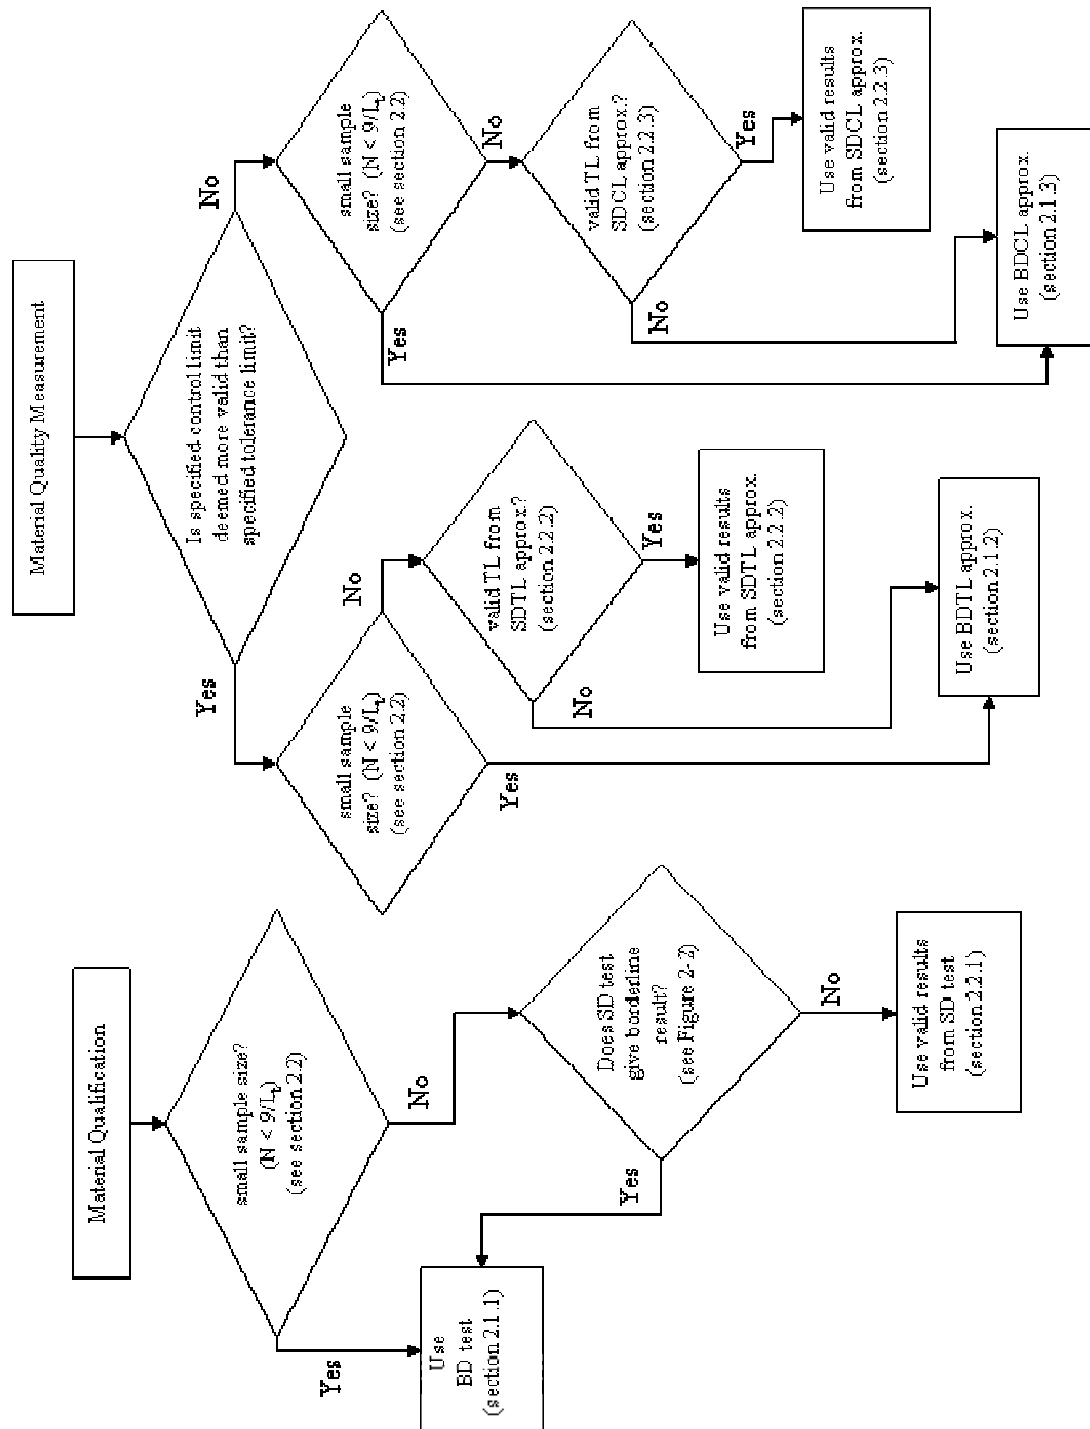 Material Qualification
small sample size?
(N < 9/Lt)
(see section 2.2)
Yes
No
Use
BD test
(section 2.1.1)
Does SD test
give borderline
result?
(see Figure 2-2)
Yes
No
Use valid results
from SD test
(section 2.2.1)
Material Quality Measurement
Is specified control limit
deemed more valid than
specified tolerance limit?
Yes
No
small sample
size? (N < 9/Lt)
(see section 2.2)
Yes
No
valid TL from
SDTL approx.?
(section 2.2.2)
No
Yes
Use valid results
from SDTL approx.
(section 2.2.2)
Use BDTL approx.
(section 2.1.2)
small sample
size? (N < 9/Lt)
(see section 2.2)
Yes
No
valid TL from
SDCL approx.?
(section 2.2.3)
No
Yes
Use valid results
from SDCL approx.
(section 2.2.3)
Use BDCL approx.
(section 2.1.3)